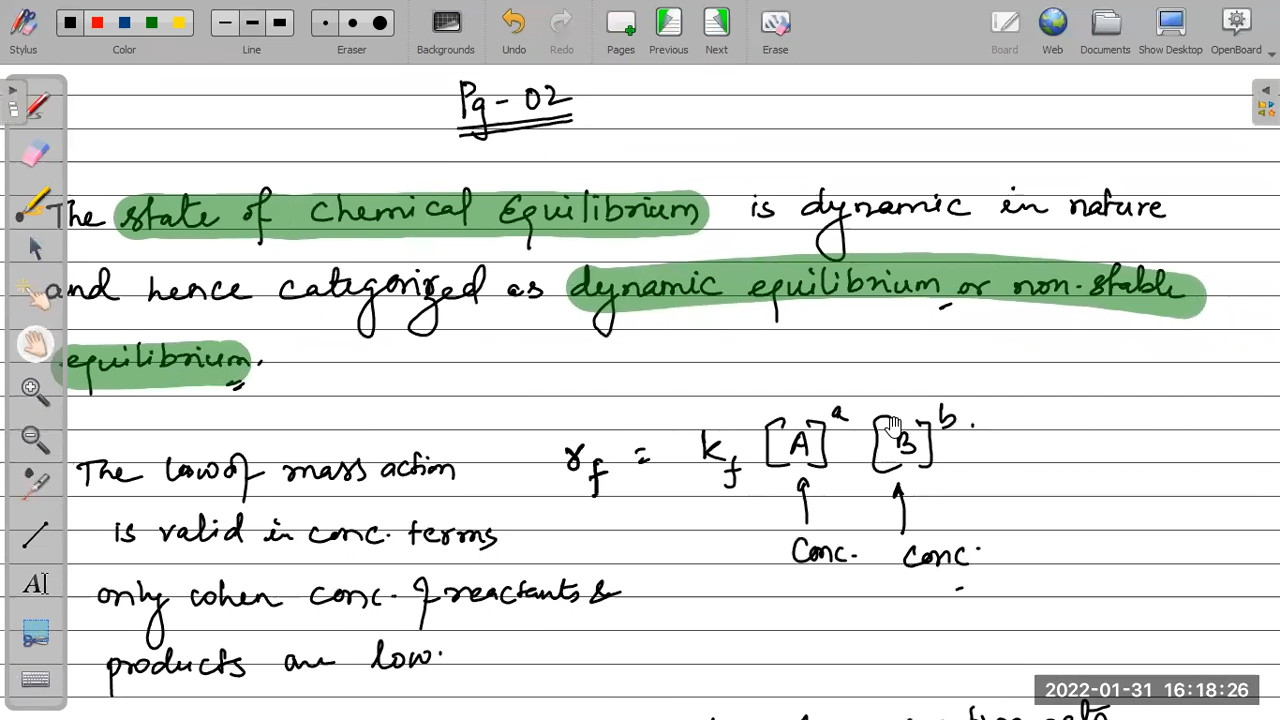 Stylus Color Line Eraser Backgrounds Undo Redo Pages Previous Next Erase Board Web Documents Show Desktop OpenBoard
Pg - 02
The state of Chemical Equilibrium is dynamic in nature
and hence categorized as dynamic equilibrium or non-stable
equilibrium.
r_f = k_f [A]^a [B]^b.
Conc. conc.
The law of mass action
is valid in conc. terms
only when conc. of reactants &
products are low.
2022-01-31 16:18:26